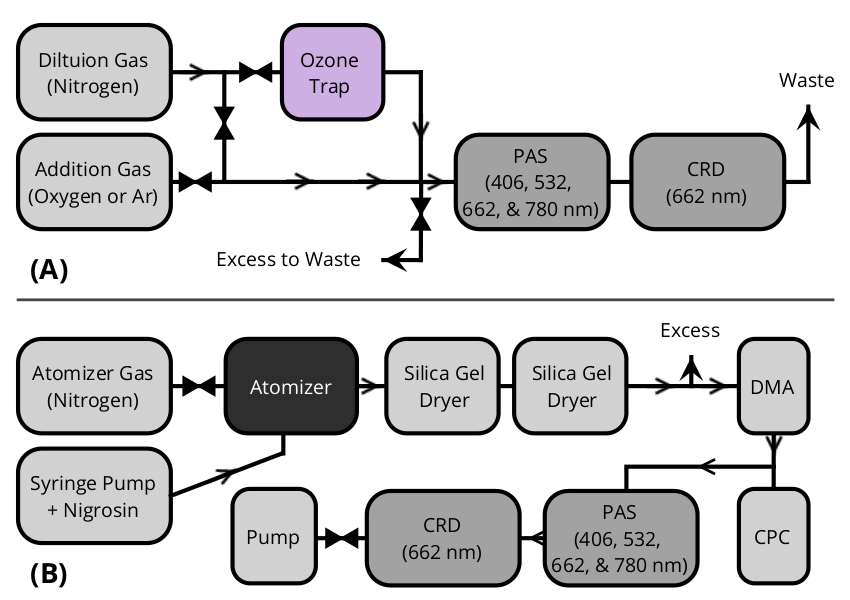 Diltuion Gas
(Nitrogen)
Ozone
Trap
Waste
Addition Gas
(Oxygen or Ar)
PAS
(406, 532,
662, & 780 nm)
CRD
(662 nm)
Excess to Waste
(A)
Excess
Atomizer Gas
(Nitrogen)
Atomizer
Silica Gel
Dryer
Silica Gel
Dryer
DMA
Syringe Pump
+ Nigrosin
Pump
CRD
(662 nm)
PAS
(406, 532,
662, & 780 nm)
CPC
(B)